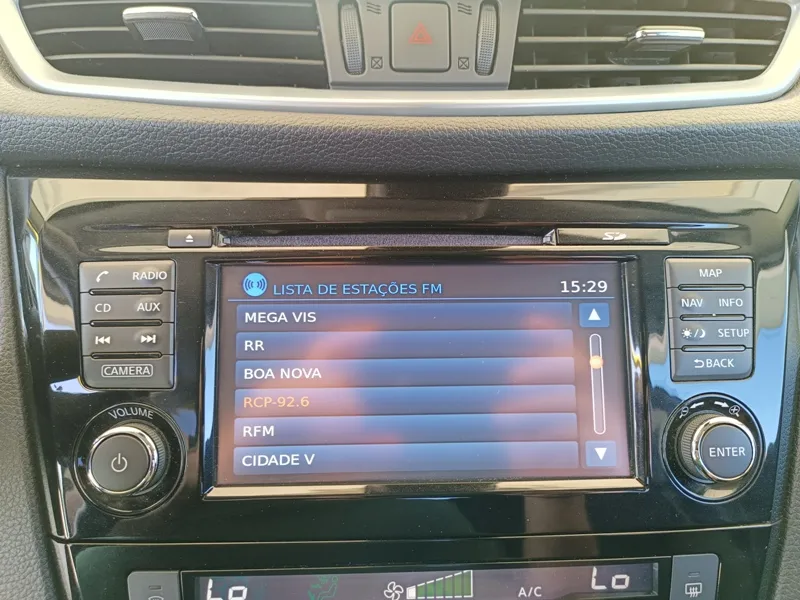 SD
RADIO
CD AUX
CAMERA
VOLUME
LISTA DE ESTAÇÕES FM 15:29
MEGA VIS
RR
BOA NOVA
RCP-92.6
RFM
CIDADE V
MAP
NAV INFO
SETUP
BACK
ENTER
Lo A/C Lo